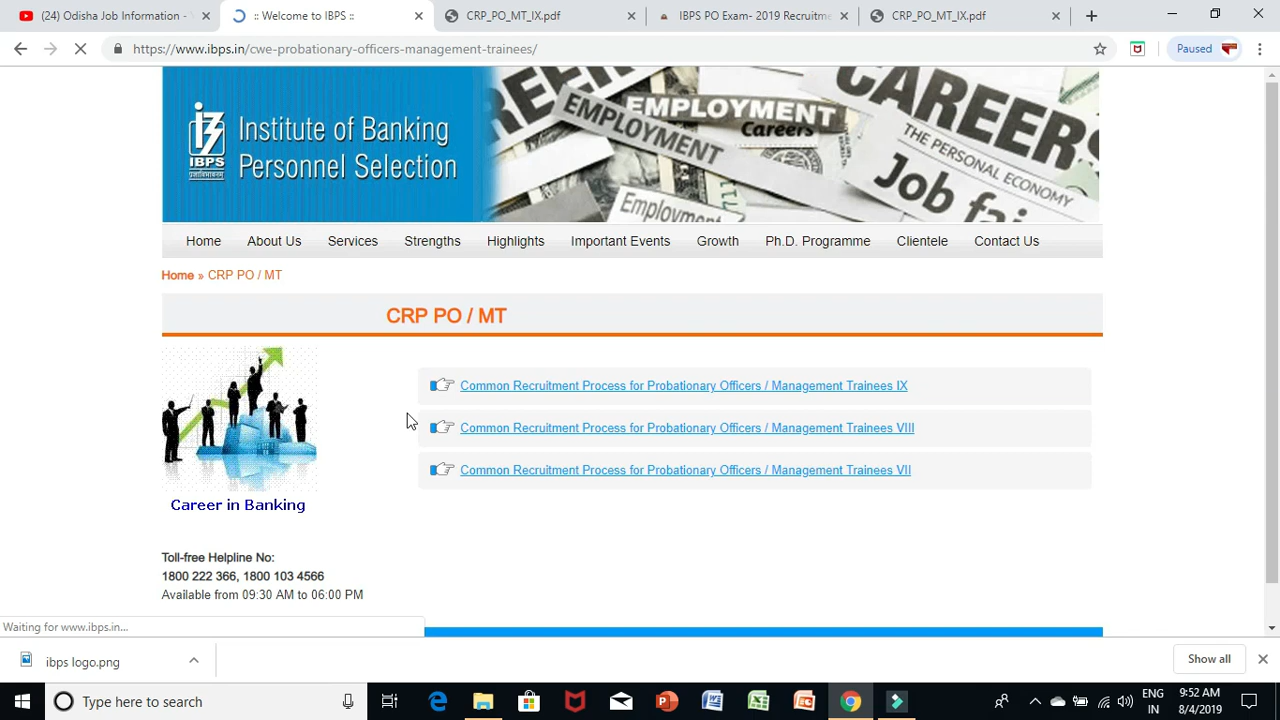 (24) Odisha Job Information -
:: Welcome to IBPS ::
CRP_PO_MT_IX.pdf
IBPS PO Exam- 2019 Recruitme
CRP_PO_MT_IX.pdf
https://www.ibps.in/cwe-probationary-officers-management-trainees/
Paused
IBPS
Institute of Banking
Personnel Selection
EMPLOYMENT
Careers
EMPLOYMENT
CAREERS
THE PERSONAL ECONOMY
Job fai
Employment
Home About Us Services Strengths Highlights Important Events Growth Ph.D. Programme Clientele Contact Us
Home » CRP PO / MT
CRP PO / MT
Common Recruitment Process for Probationary Officers / Management Trainees IX
Common Recruitment Process for Probationary Officers / Management Trainees VIII
Common Recruitment Process for Probationary Officers / Management Trainees VII
Career in Banking
Toll-free Helpline No:
1800 222 366, 1800 103 4566
Available from 09:30 AM to 06:00 PM
Waiting for www.ibps.in...
ibps logo.png
Show all
Type here to search
ENG
IN
9:52 AM
8/4/2019